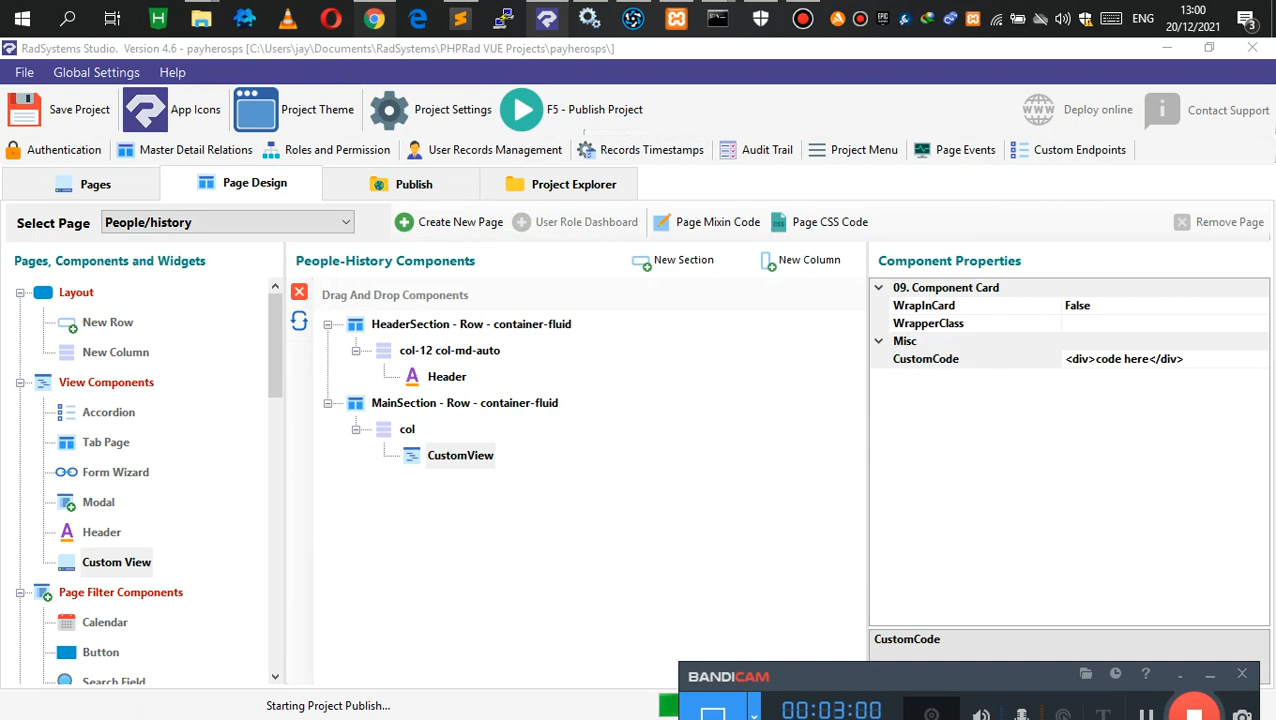 13:00
ENG
20/12/2021
3
RadSystems Studio. Version 4.6 - payherosps [C:\Users\jay\Documents\RadSystems\PHPRad VUE Projects\payherosps\]
File Global Settings Help
Save Project App Icons Project Theme Project Settings F5 - Publish Project WWW Deploy online Contact Support
Authentication Master Detail Relations Roles and Permission User Records Management Records Timestamps Audit Trail Project Menu Page Events Custom Endpoints
Pages Page Design Publish Project Explorer
Select Page People/history Create New Page User Role Dashboard Page Mixin Code CSS Page CSS Code Remove Page
Pages, Components and Widgets People-History Components New Section New Column Component Properties
Layout
New Row
New Column
View Components
Accordion
Tab Page
Form Wizard
Modal
Header
Custom View
Page Filter Components
Calendar
Button
Search Field
Drag And Drop Components
HeaderSection - Row - container-fluid
col-12 col-md-auto
Header
MainSection - Row - container-fluid
col
CustomView
09. Component Card
WrapInCard False
WrapperClass
Misc
CustomCode <div>code here</div>
CustomCode
BANDICAM
00:03:00
Starting Project Publish...